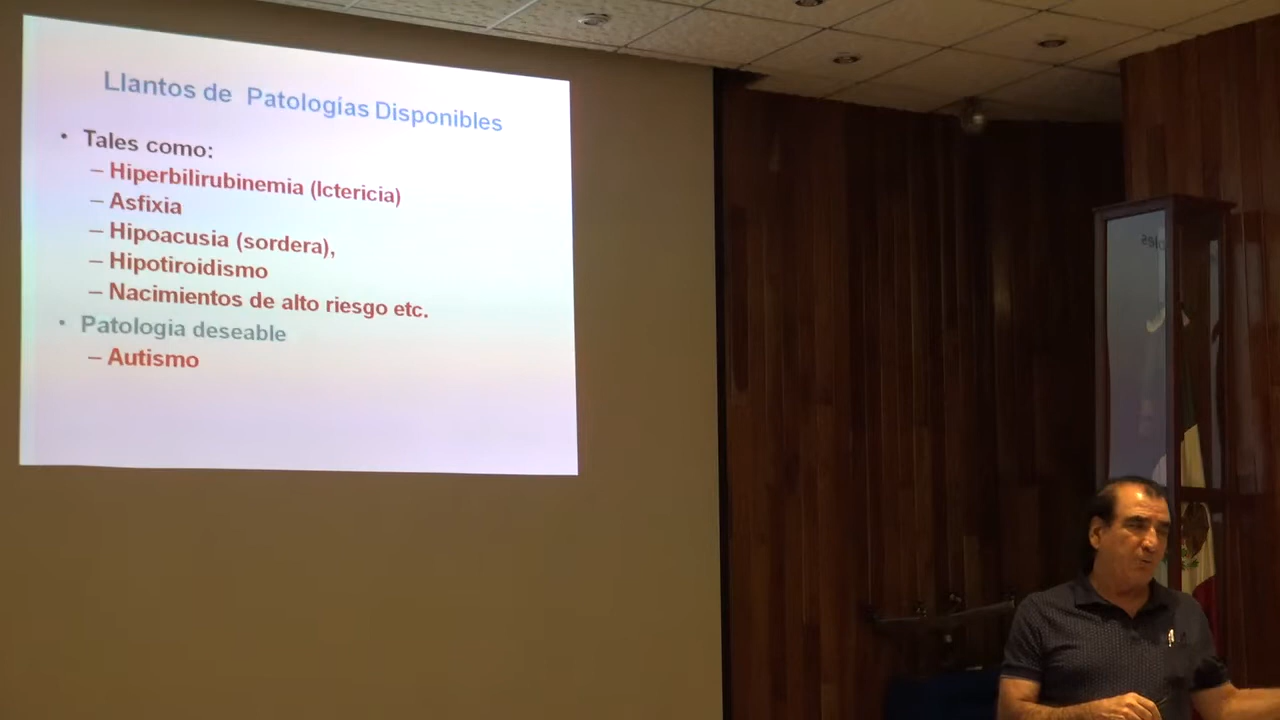 Llantos de Patologías Disponibles
• Tales como:
– Hiperbilirubinemia (Ictericia)
– Asfixia
– Hipoacusia (sordera),
– Hipotiroidismo
– Nacimientos de alto riesgo etc.
• Patologia deseable
– Autismo